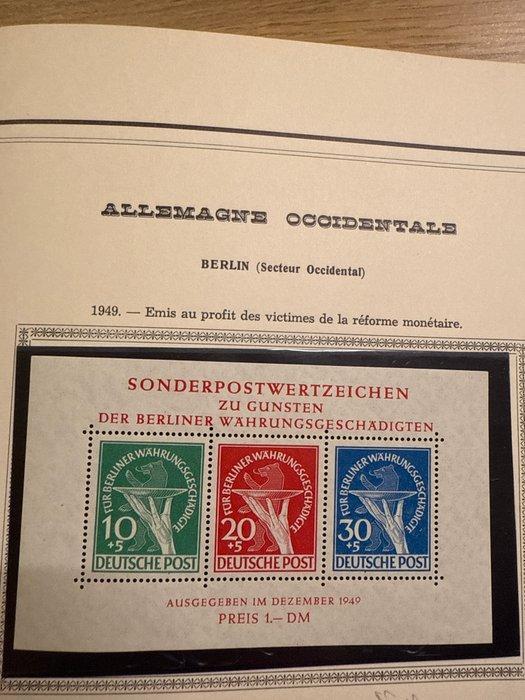 ALLEMAGNE OCCIDENTALE
BERLIN (Secteur Occidental)
1949. — Emis au profit des victimes de la réforme monétaire.
SONDERPOSTWERTZEICHEN
ZU GUNSTEN
DER BERLINER WÄHRUNGSGESCHÄDIGTEN
FÜR BERLINER WÄHRUNGSGESCHÄDIGTE
10
+5
DEUTSCHE POST
FÜR BERLINER WÄHRUNGSGESCHÄDIGTE
20
+5
DEUTSCHE POST
FÜR BERLINER WÄHRUNGSGESCHÄDIGTE
30
+5
DEUTSCHE POST
AUSGEGEBEN IM DEZEMBER 1949
PREIS 1.– DM